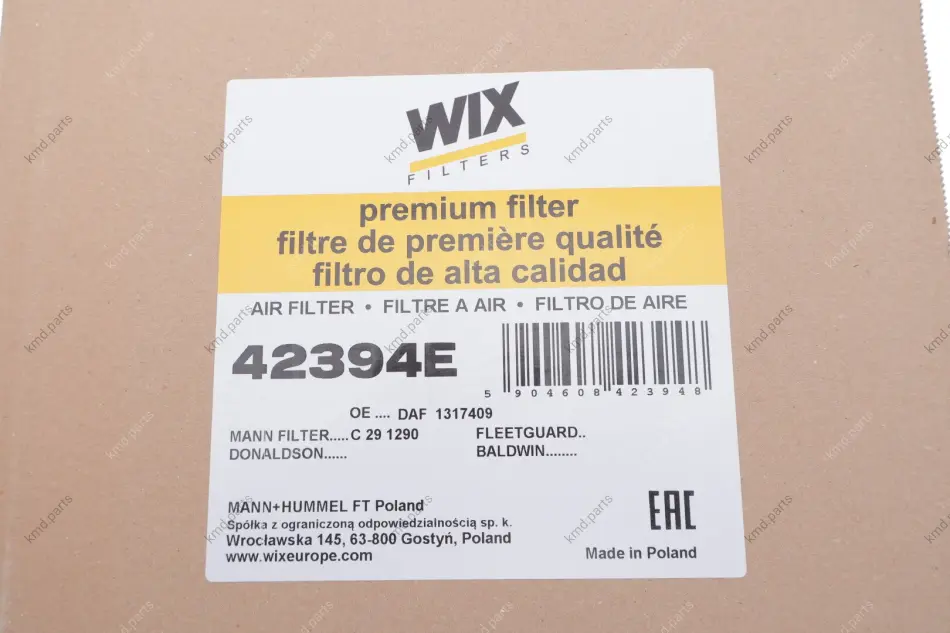 WIX
FILTERS
premium filter
filtre de première qualité
filtro de alta calidad
AIR FILTER • FILTRE A AIR • FILTRO DE AIRE
42394E
5 904608 423948
OE .... DAF 1317409
MANN FILTER.....C 29 1290 FLEETGUARD..
DONALDSON...... BALDWIN........
MANN+HUMMEL FT Poland
Spółka z ograniczoną odpowiedzialnością sp. k.
Wrocławska 145, 63-800 Gostyń, Poland
www.wixeurope.com
EAC
Made in Poland
kmd.parts